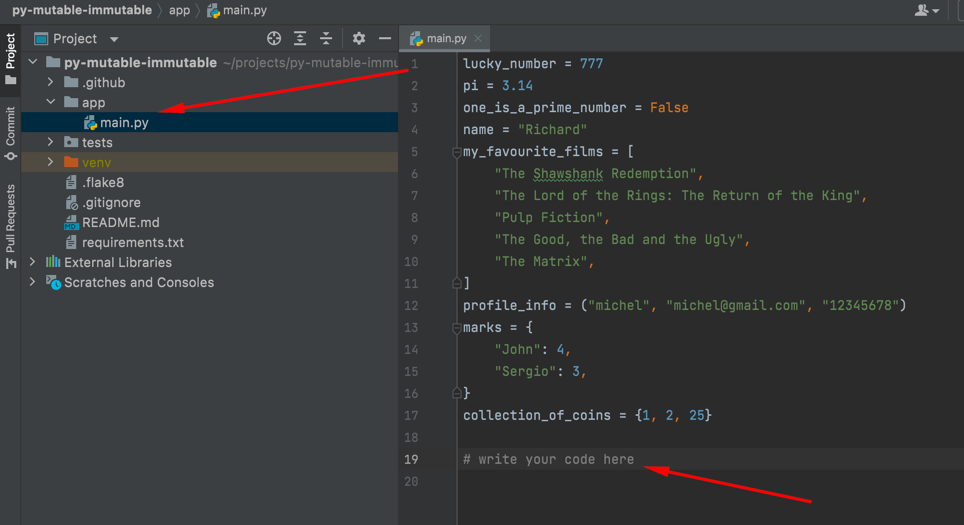 py-mutable-immutable app main.py
Project
Commit
Pull Requests
Project
py-mutable-immutable ~/projects/py-mutable-immu
.github
app
main.py
tests
venv
.flake8
.gitignore
README.md
requirements.txt
External Libraries
Scratches and Consoles
main.py
1 lucky_number = 777
2 pi = 3.14
3 one_is_a_prime_number = False
4 name = "Richard"
5 my_favourite_films = [
6 "The Shawshank Redemption",
7 "The Lord of the Rings: The Return of the King",
8 "Pulp Fiction",
9 "The Good, the Bad and the Ugly",
10 "The Matrix",
11 ]
12 profile_info = ("michel", "michel@gmail.com", "12345678")
13 marks = {
14 "John": 4,
15 "Sergio": 3,
16 }
17 collection_of_coins = {1, 2, 25}
18
19 # write your code here
20